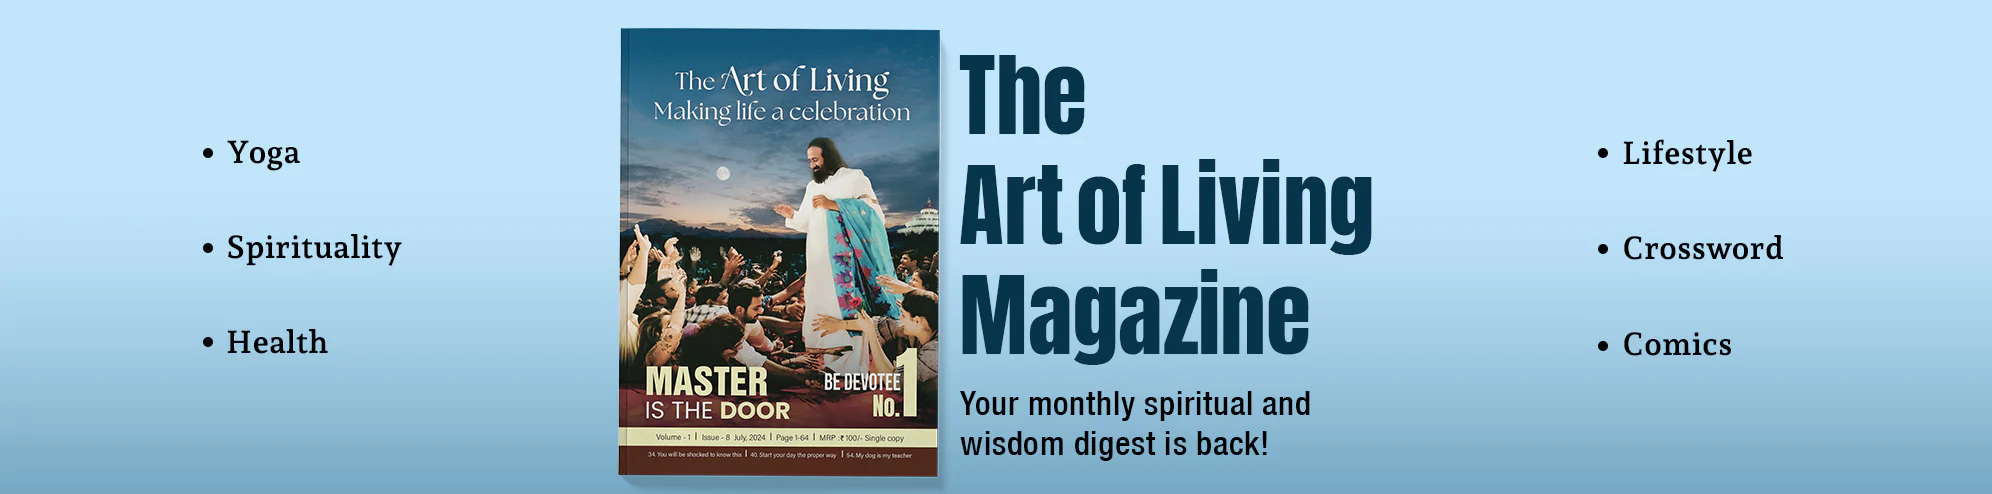 • Yoga
• Spirituality
• Health
The Art of Living
Making life a celebration
MASTER
IS THE DOOR
BE DEVOTEE
No.1
Volume - 1 | Issue - 8 July, 2024 | Page 1-64 | MRP : ₹ 100/- Single copy
34. You will be shocked to know this | 40. Start your day the proper way | 54. My dog is my teacher
The
Art of Living
Magazine
Your monthly spiritual and
wisdom digest is back!
• Lifestyle
• Crossword
• Comics